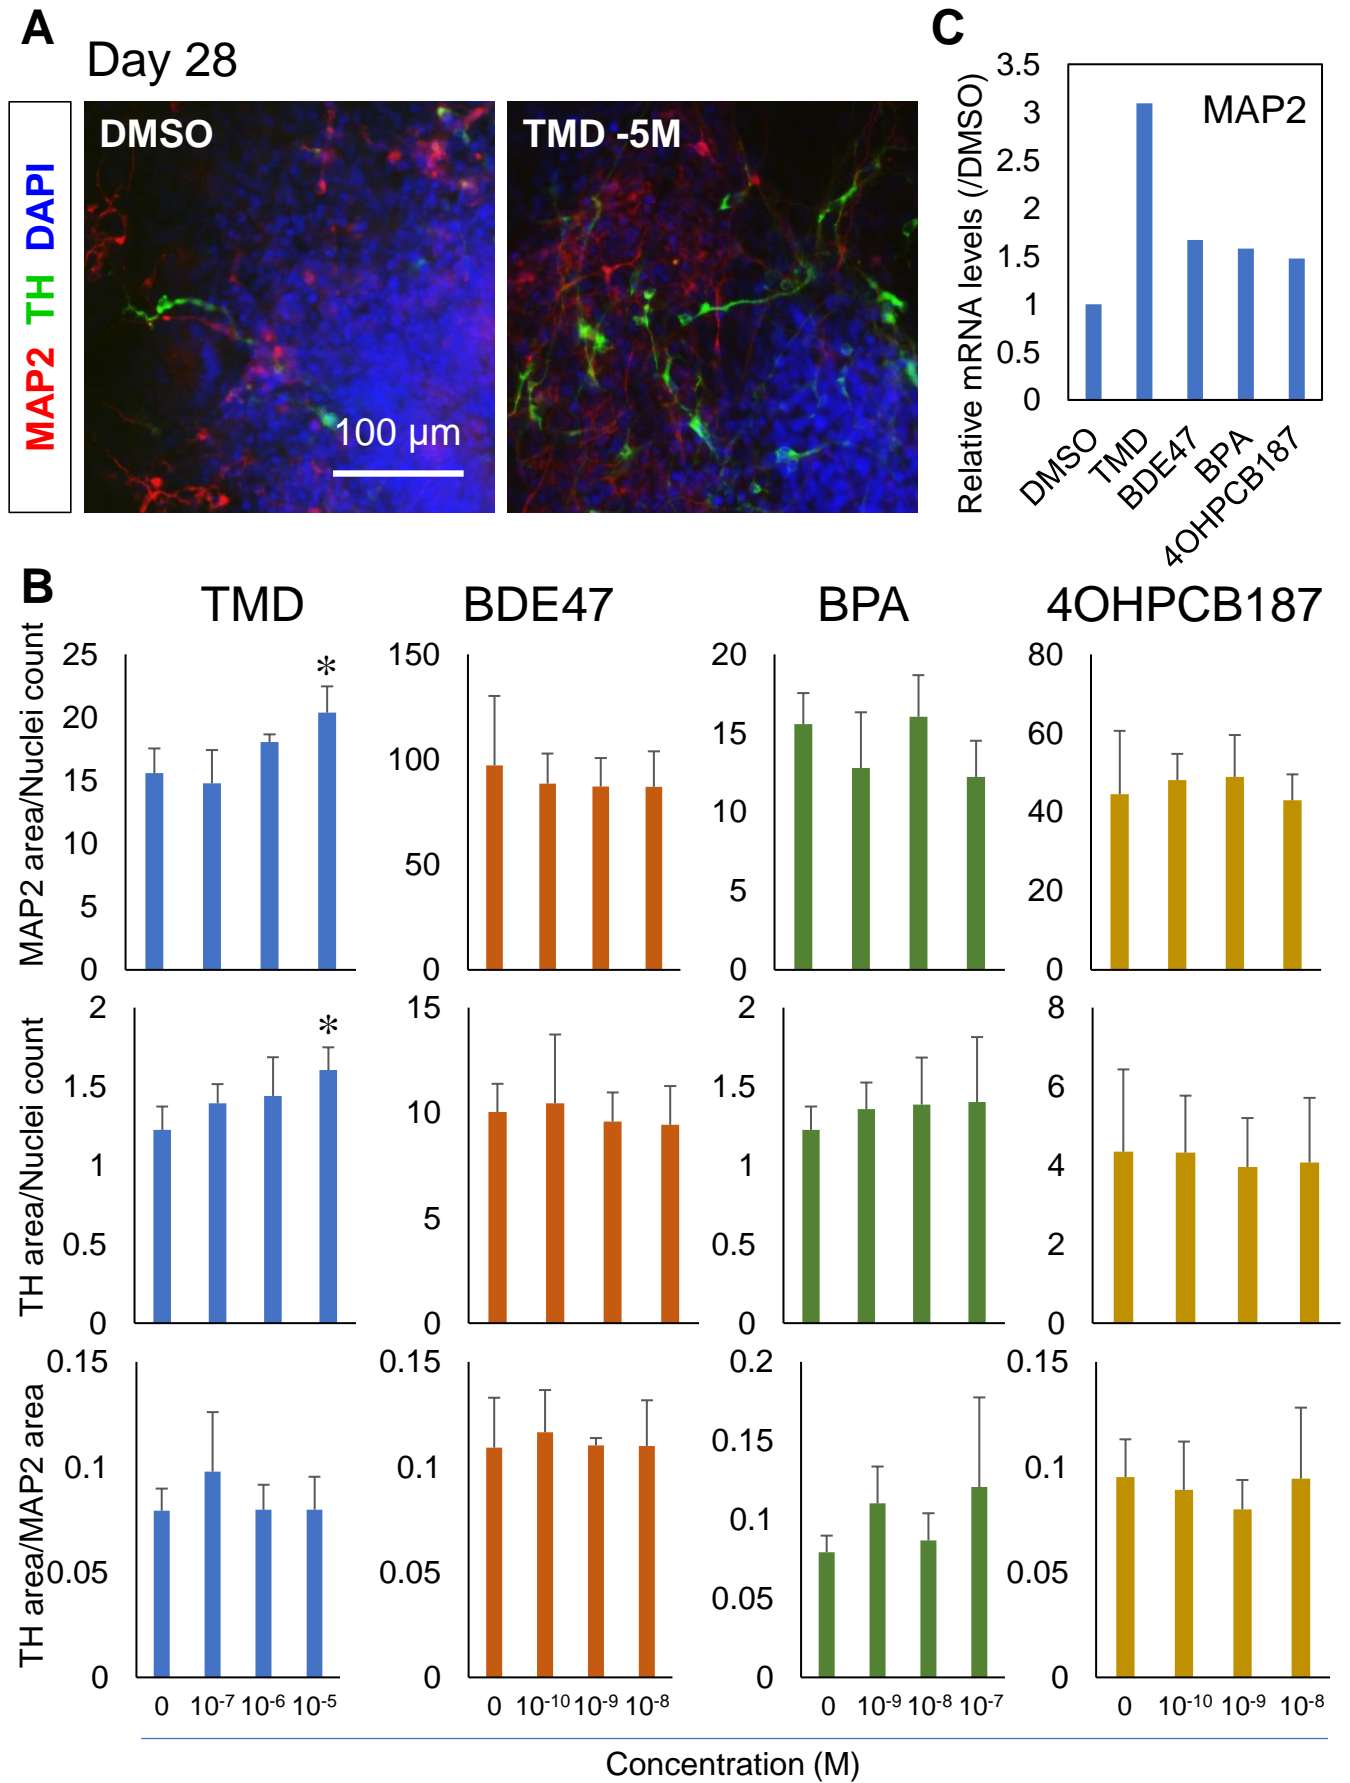 A
Day 28
MAP2 TH DAPI
DMSO
100 μm
TMD -5M
C
Relative mRNA levels (/DMSO)
3.5
3
2.5
2
1.5
1
0.5
0
MAP2
DMSO
TMD
BDE47
BPA
4OHPCB187
B
TMD
BDE47
BPA
4OHPCB187
MAP2 area/Nuclei count
25
20
15
10
5
0
*
150
100
50
0
20
15
10
5
0
80
60
40
20
0
TH area/Nuclei count
2
1.5
1
0.5
0
*
15
10
5
0
2
1.5
1
0.5
0
8
6
4
2
0
TH area/MAP2 area
0.15
0.1
0.05
0
0.15
0.1
0.05
0
0.2
0.15
0.1
0.05
0
0.15
0.1
0.05
0
0 10⁻⁷ 10⁻⁶ 10⁻⁵
0 10⁻¹⁰ 10⁻⁹ 10⁻⁸
0 10⁻⁹ 10⁻⁸ 10⁻⁷
0 10⁻¹⁰ 10⁻⁹ 10⁻⁸
Concentration (M)